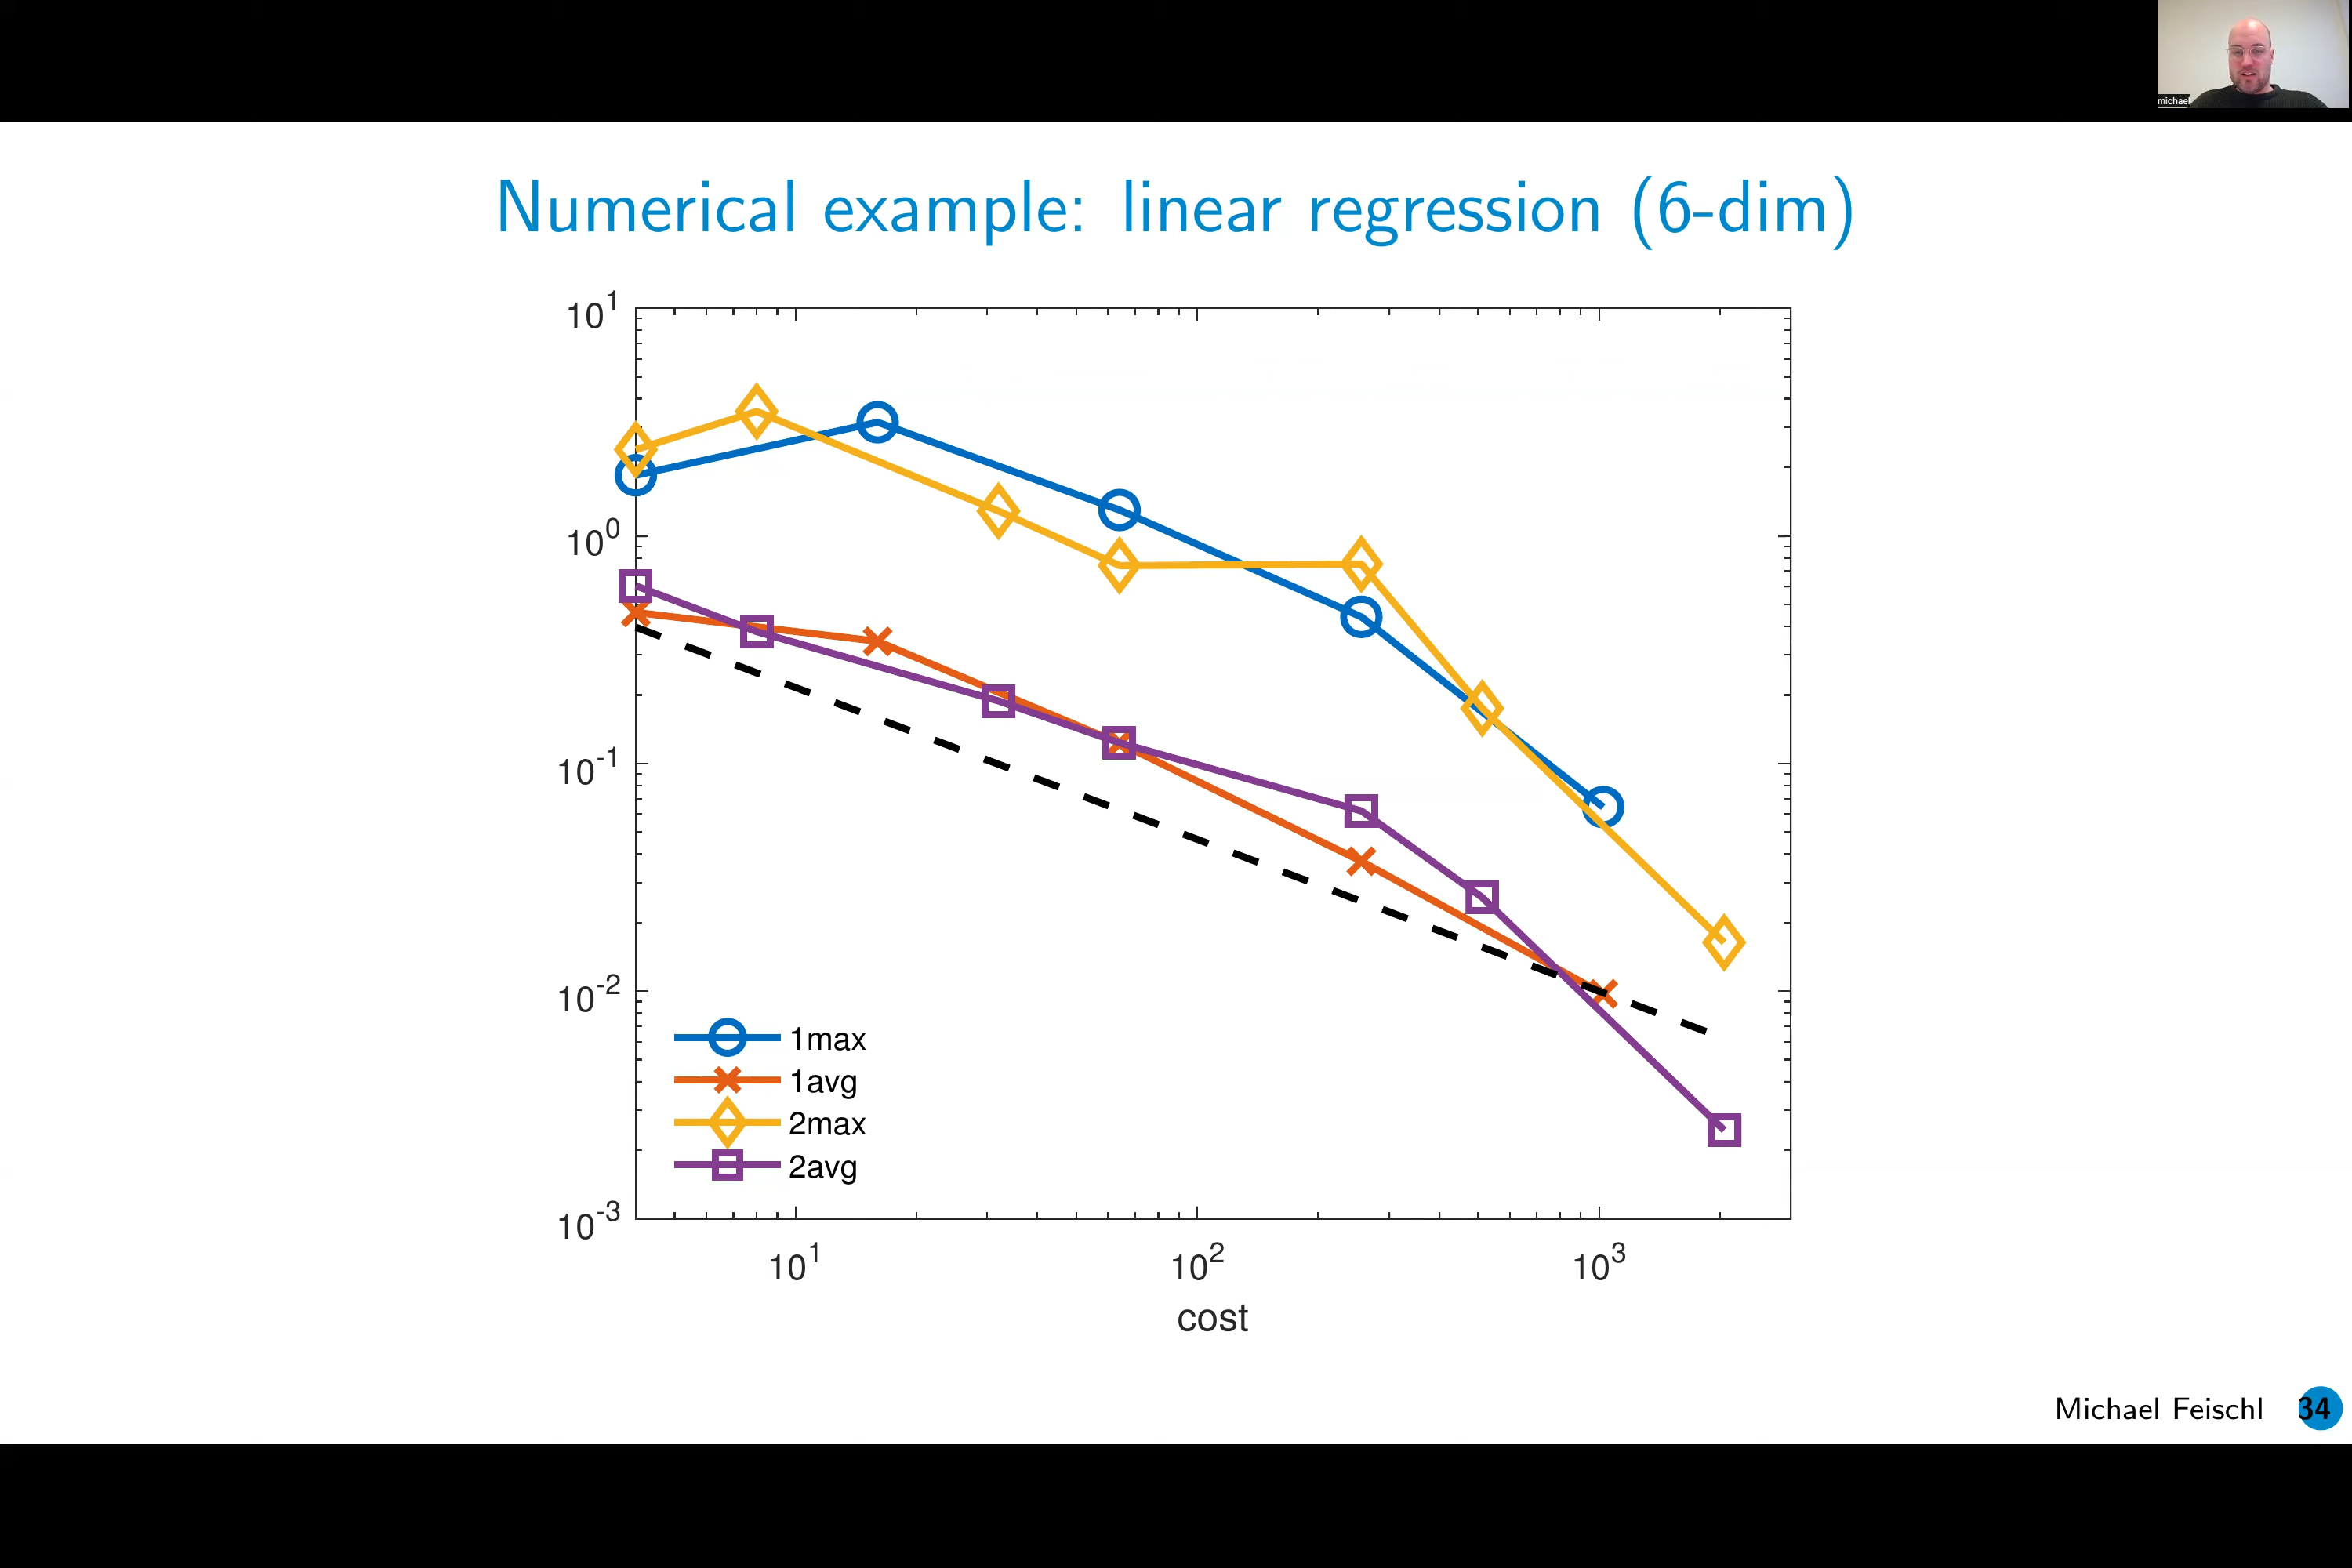 michael
Numerical example: linear regression (6-dim)
10^1
10^0
10^-1
10^-2
10^-3
1max
1avg
2max
2avg
10^1 10^2 10^3
cost
Michael Feischl 34